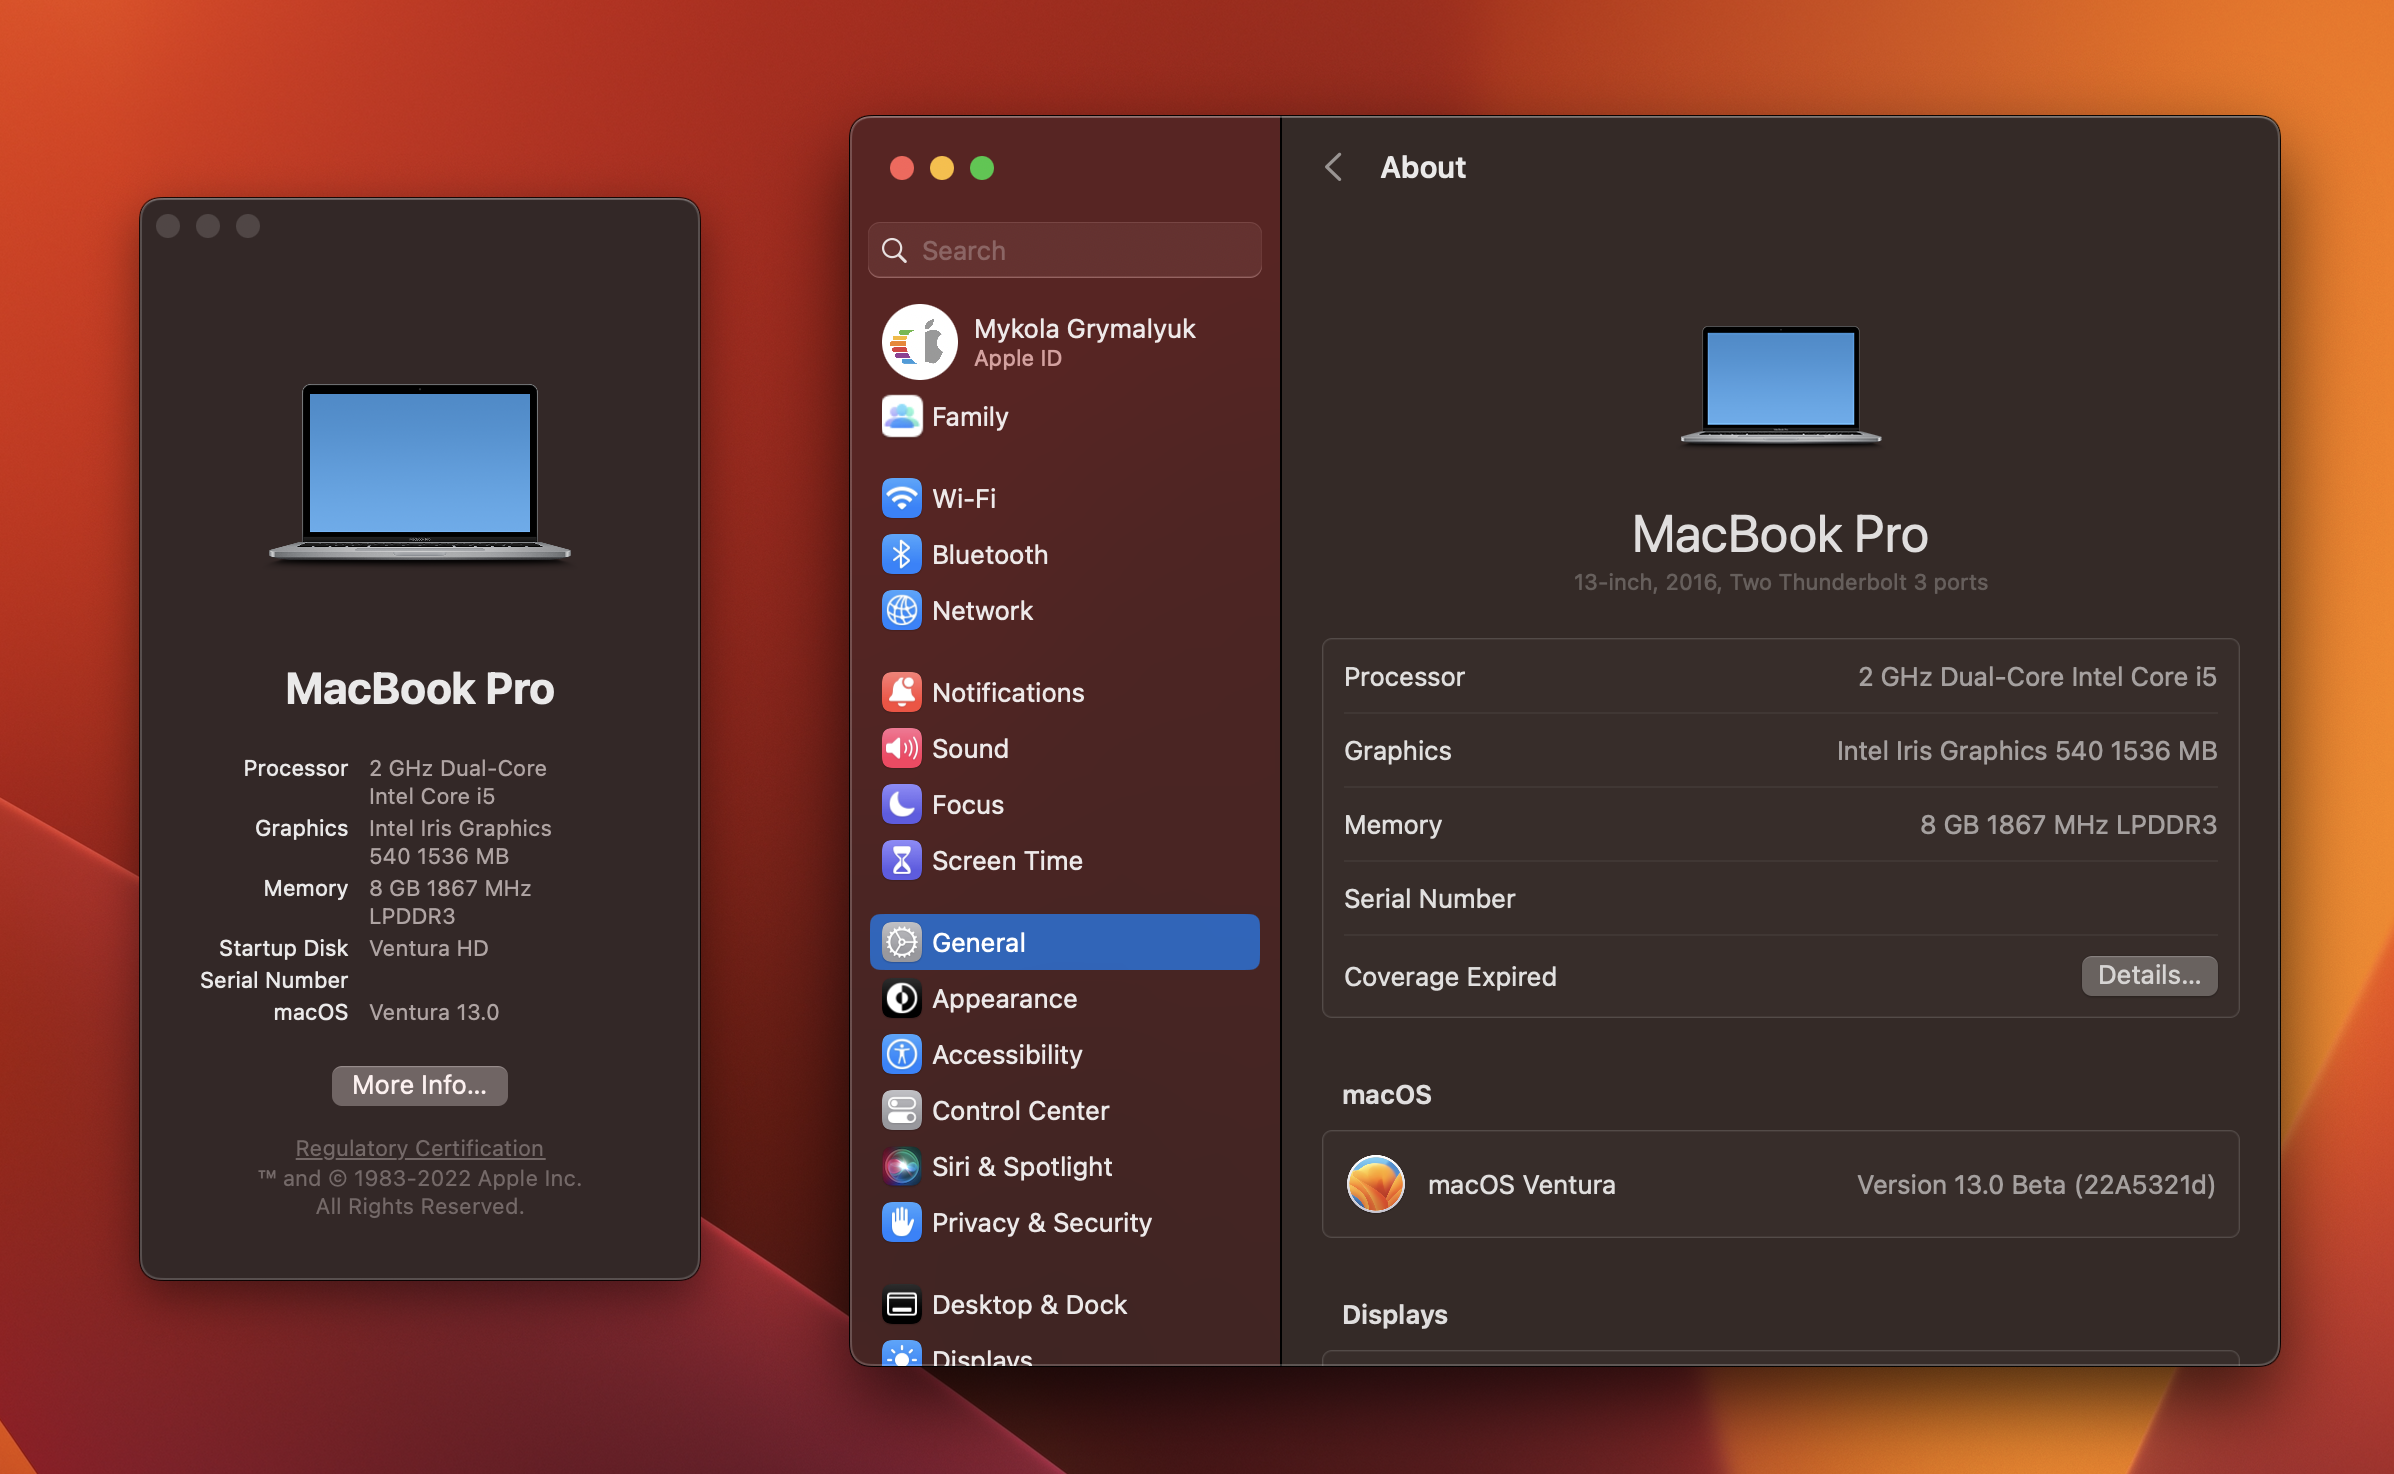 MacBook Pro
Processor 2 GHz Dual-Core
Intel Core i5
Graphics Intel Iris Graphics
540 1536 MB
Memory 8 GB 1867 MHz
LPDDR3
Startup Disk Ventura HD
Serial Number
macOS Ventura 13.0
More Info...
Regulatory Certification
™ and © 1983-2022 Apple Inc.
All Rights Reserved.
Search
Mykola Grymalyuk
Apple ID
Family
Wi-Fi
Bluetooth
Network
Notifications
Sound
Focus
Screen Time
General
Appearance
Accessibility
Control Center
Siri & Spotlight
Privacy & Security
Desktop & Dock
Displays
About
MacBook Pro
13-inch, 2016, Two Thunderbolt 3 ports
Processor 2 GHz Dual-Core Intel Core i5
Graphics Intel Iris Graphics 540 1536 MB
Memory 8 GB 1867 MHz LPDDR3
Serial Number
Coverage Expired Details...
macOS
macOS Ventura Version 13.0 Beta (22A5321d)
Displays